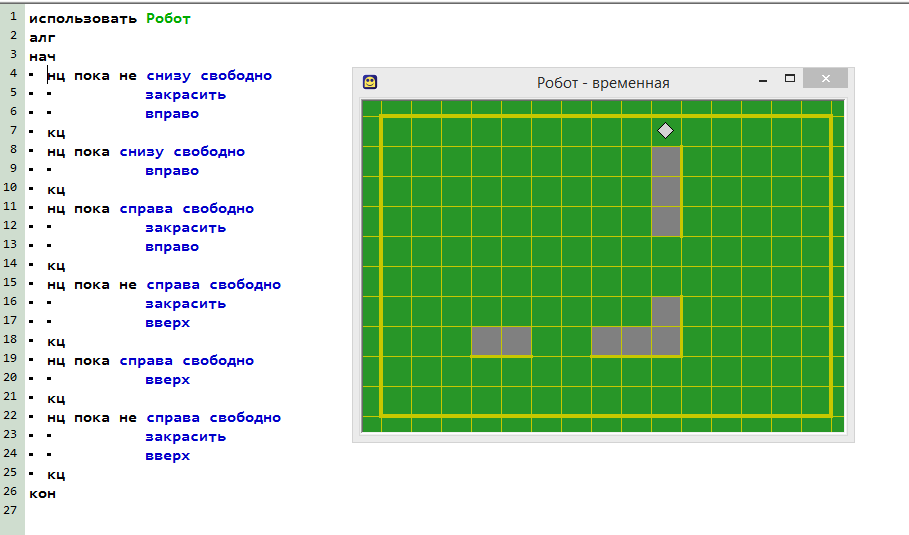 1 использовать Робот
2 алг
3 нач
4 нц пока не снизу свободно
5 закрасить
6 вправо
7 кц
8 нц пока снизу свободно
9 вправо
10 кц
11 нц пока справа свободно
12 закрасить
13 вправо
14 кц
15 нц пока не справа свободно
16 закрасить
17 вверх
18 кц
19 нц пока справа свободно
20 вверх
21 кц
22 нц пока не справа свободно
23 закрасить
24 вверх
25 кц
26 кон
27
Робот - временная